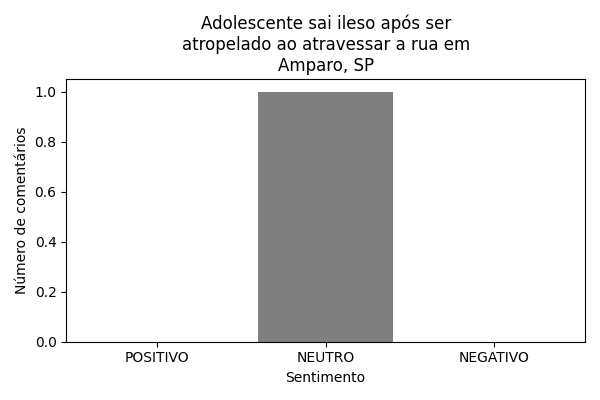 Adolescente sai ileso após ser
atropelado ao atravessar a rua em
Amparo, SP
Número de comentários
1.0
0.8
0.6
0.4
0.2
0.0
POSITIVO
NEUTRO
NEGATIVO
Sentimento